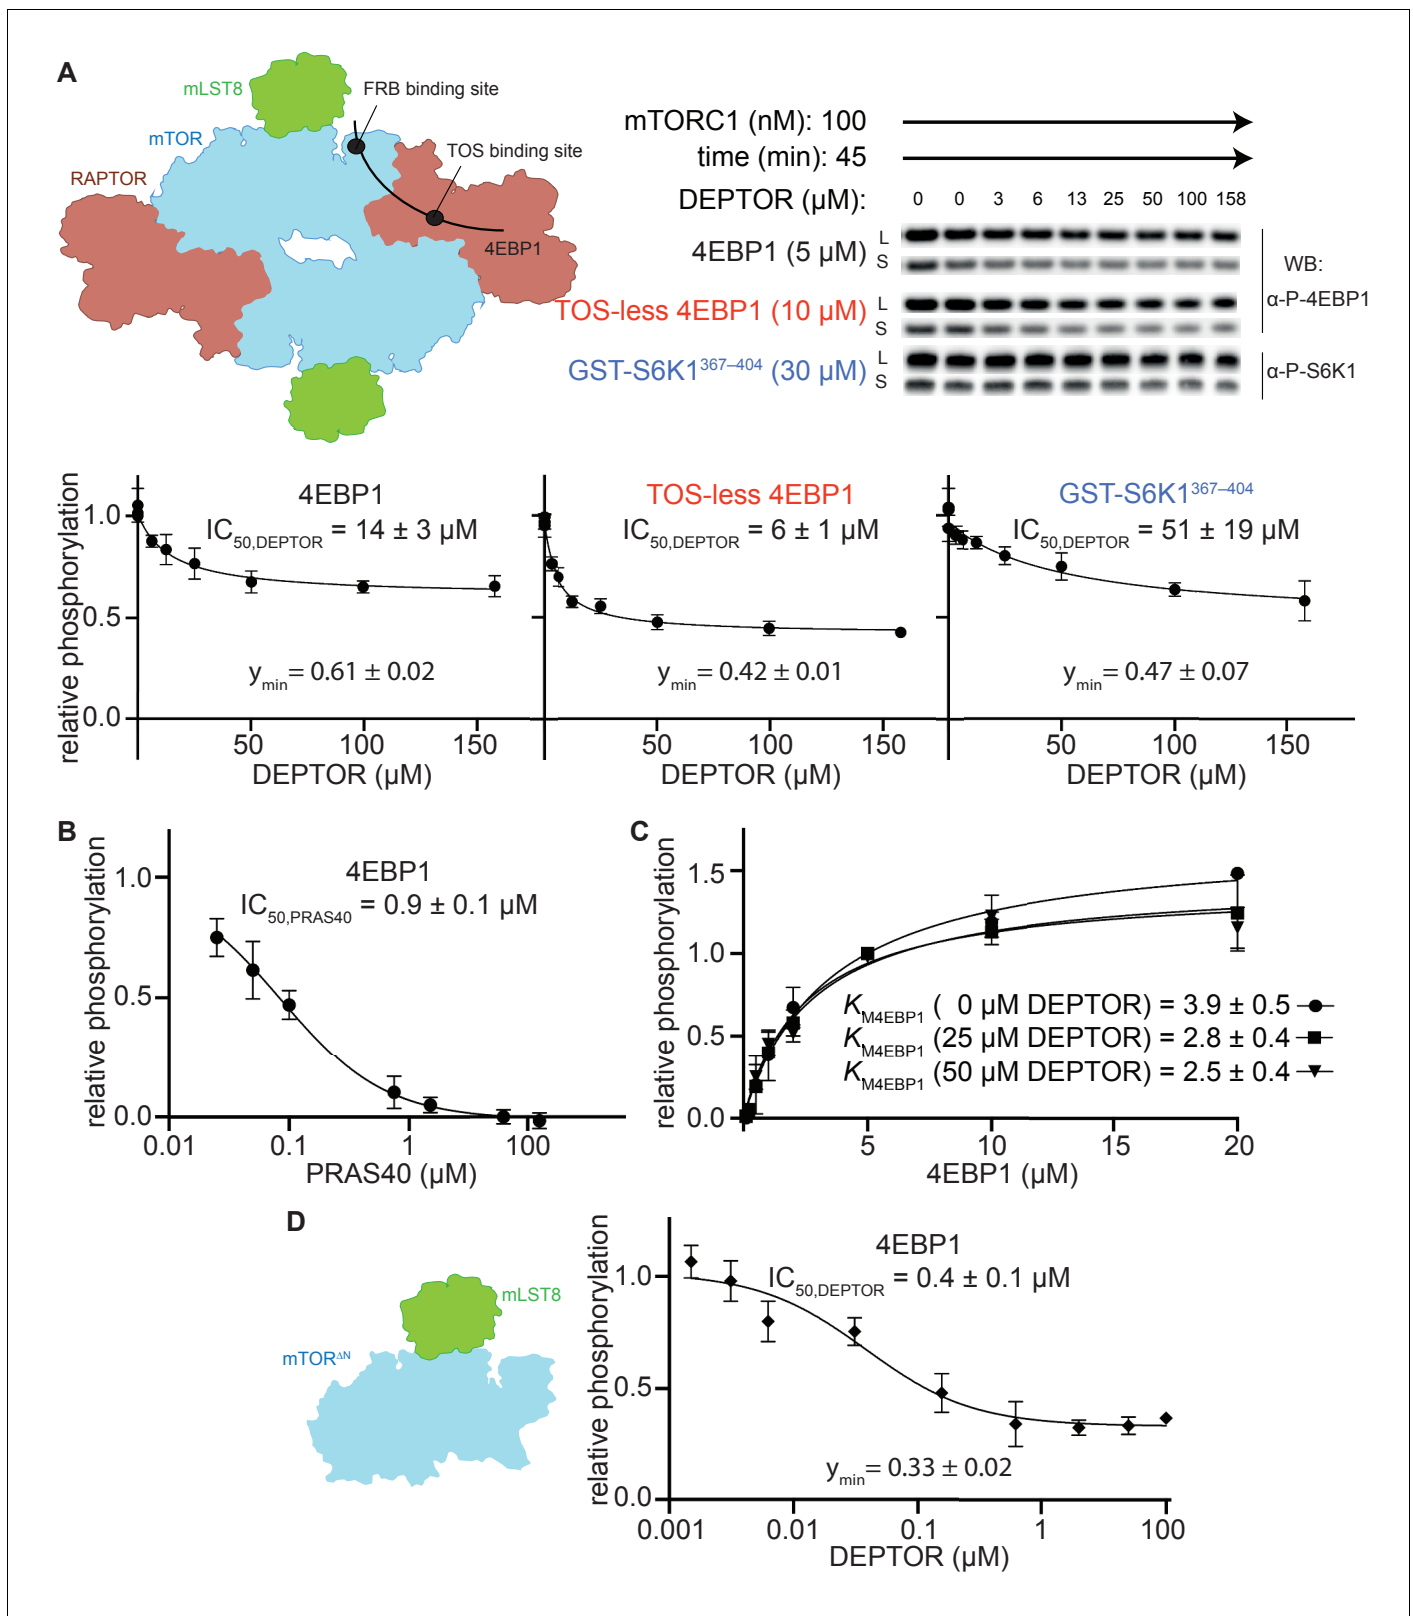 A
mLST8
FRB binding site
mTOR
TOS binding site
RAPTOR
4EBP1
mTORC1 (nM): 100
time (min): 45
DEPTOR (µM): 0 0 3 6 13 25 50 100 158
4EBP1 (5 µM) L
S
TOS-less 4EBP1 (10 µM) L
S
GST-S6K1367–404 (30 µM) L
S
WB:
α-P-4EBP1
α-P-S6K1
relative phosphorylation
1.0
0.5
0.0
4EBP1
IC50,DEPTOR = 14 ± 3 µM
ymin= 0.61 ± 0.02
50 100 150
DEPTOR (µM)
TOS-less 4EBP1
IC50,DEPTOR = 6 ± 1 µM
ymin= 0.42 ± 0.01
50 100 150
DEPTOR (µM)
GST-S6K1367–404
IC50,DEPTOR = 51 ± 19 µM
ymin= 0.47 ± 0.07
50 100 150
DEPTOR (µM)
B
relative phosphorylation
1.0
0.5
0.0
4EBP1
IC50,PRAS40 = 0.9 ± 0.1 µM
0.01 0.1 1 100
PRAS40 (µM)
C
relative phosphorylation
1.5
1.0
0.5
0.0
KM4EBP1 ( 0 µM DEPTOR) = 3.9 ± 0.5
KM4EBP1 (25 µM DEPTOR) = 2.8 ± 0.4
KM4EBP1 (50 µM DEPTOR) = 2.5 ± 0.4
5 10 15 20
4EBP1 (µM)
D
mLST8
mTORΔN
relative phosphorylation
1.0
0.5
0.0
4EBP1
IC50,DEPTOR = 0.4 ± 0.1 µM
ymin= 0.33 ± 0.02
0.001 0.01 0.1 1 100
DEPTOR (µM)